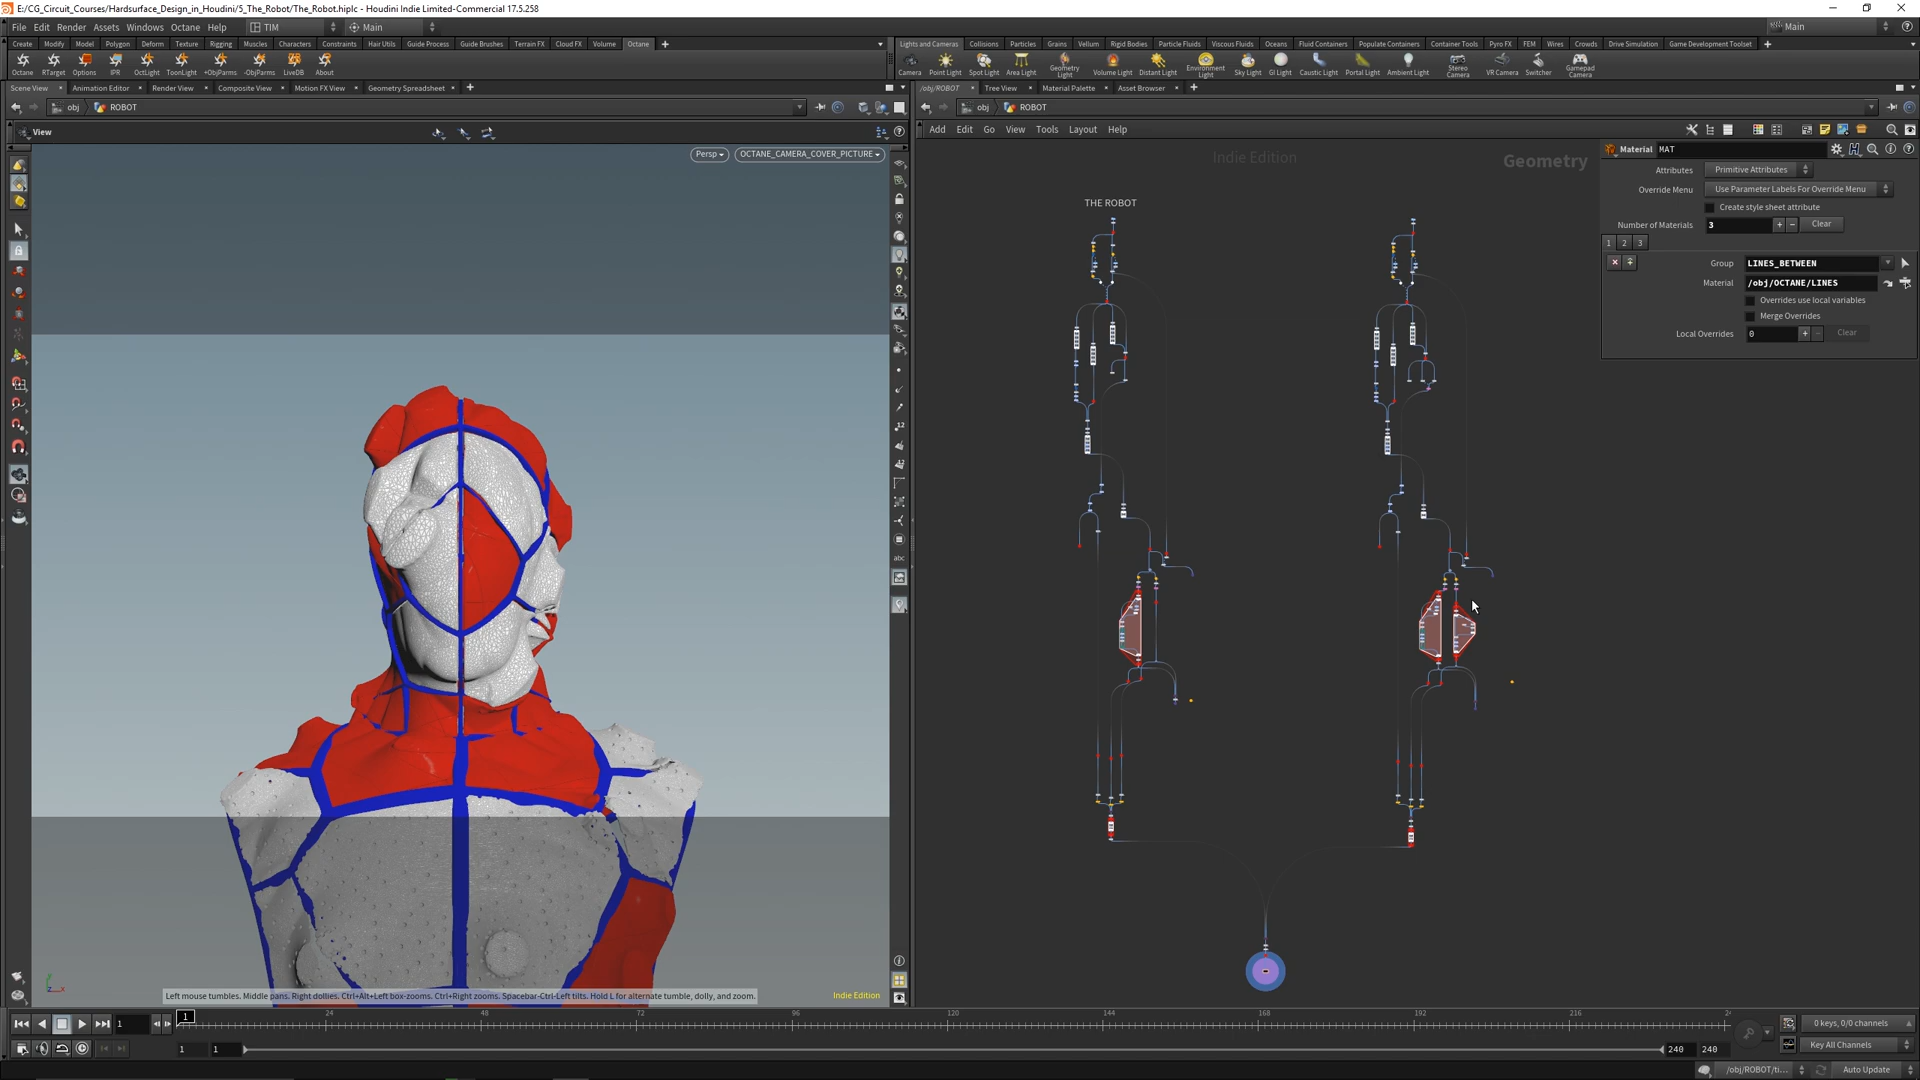 E:/CG_Circuit_Courses/Hardsurface_Design_in_Houdini/5_The_Robot/The_Robot.hiplc - Houdini Indie Limited-Commercial 17.5.258
File Edit Render Assets Windows Octane Help TIM Main Main
Create Modify Model Polygon Deform Texture Rigging Muscles Characters Constraints Hair Utils Guide Process Guide Brushes Terrain FX Cloud FX Volume Octane
Lights and Cameras Collisions Particles Grains Vellum Rigid Bodies Particle Fluids Viscous Fluids Oceans Fluid Containers Populate Containers Container Tools Pyro FX FEM Wires Crowds Drive Simulation Game Development Toolset
Octane RTarget Options IPR OctLight ToonLight +ObjParms -ObjParms LiveDB About
Camera Point Light Spot Light Area Light Geometry Light Volume Light Distant Light Environment Light Sky Light GI Light Caustic Light Portal Light Ambient Light Stereo Camera VR Camera Switcher Gamepad Camera
Scene View Animation Editor Render View Composite View Motion FX View Geometry Spreadsheet
/obj/ROBOT Tree View Material Palette Asset Browser
obj ROBOT
obj ROBOT
View
Add Edit Go View Tools Layout Help
Persp OCTANE_CAMERA_COVER_PICTURE
Indie Edition
Geometry
Material MAT
Attributes Primitive Attributes
Override Menu Use Parameter Labels For Override Menu
Create style sheet attribute
Number of Materials 3 Clear
1 2 3
Group LINES_BETWEEN
Material /obj/OCTANE/LINES
Overrides use local variables
Merge Overrides
Local Overrides 0 Clear
THE ROBOT
12
abc
Left mouse tumbles. Middle pans. Right dollies. Ctrl+Alt+Left box-zooms. Ctrl+Right zooms. Spacebar-Ctrl-Left tilts. Hold L for alternate tumble, dolly, and zoom.
Indie Edition
1 1 24 48 72 96 120 144 168 192 216
0 keys, 0/0 channels
1 1 240 240
Key All Channels
/obj/ROBOT/ti... Auto Update